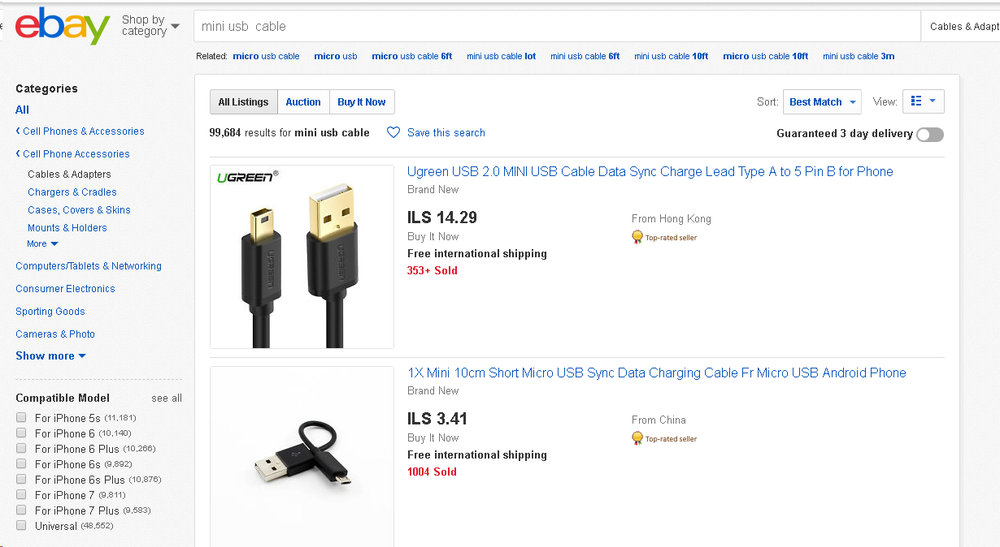 ebay
Shop by
category
mini usb  cable
Cables & Adapt
Related: micro usb cable micro usb micro usb cable 6ft mini usb cable lot mini usb cable 6ft mini usb cable 10ft micro usb cable 10ft mini usb cable 3m
Categories
All
Cell Phones & Accessories
Cell Phone Accessories
Cables & Adapters
Chargers & Cradles
Cases, Covers & Skins
Mounts & Holders
More
Computers/Tablets & Networking
Consumer Electronics
Sporting Goods
Cameras & Photo
Show more
Compatible Model see all
For iPhone 5s (11,181)
For iPhone 6 (10,140)
For iPhone 6 Plus (10,266)
For iPhone 6s (9,892)
For iPhone 6s Plus (10,876)
For iPhone 7 (9,811)
For iPhone 7 Plus (9,583)
Universal (48,552)
All Listings Auction Buy It Now
Sort: Best Match View:
99,684 results for mini usb cable Save this search
Guaranteed 3 day delivery
UGREEN®
UGREEN
UGREEN
Ugreen USB 2.0 MINI USB Cable Data Sync Charge Lead Type A to 5 Pin B for Phone
Brand New
ILS 14.29
Buy It Now
Free international shipping
353+ Sold
From Hong Kong
Top-rated seller
1X Mini 10cm Short Micro USB Sync Data Charging Cable Fr Micro USB Android Phone
Brand New
ILS 3.41
Buy It Now
Free international shipping
1004 Sold
From China
Top-rated seller